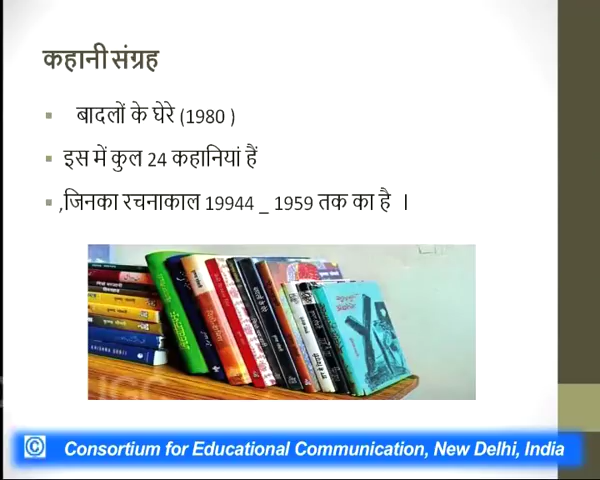 कहानी संग्रह
बादलों के घेरे (1980 )
इस में कुल 24 कहानियां हैं
,जिनका रचनाकाल 19944 _ 1959 तक का है ।
© Consortium for Educational Communication, New Delhi, India